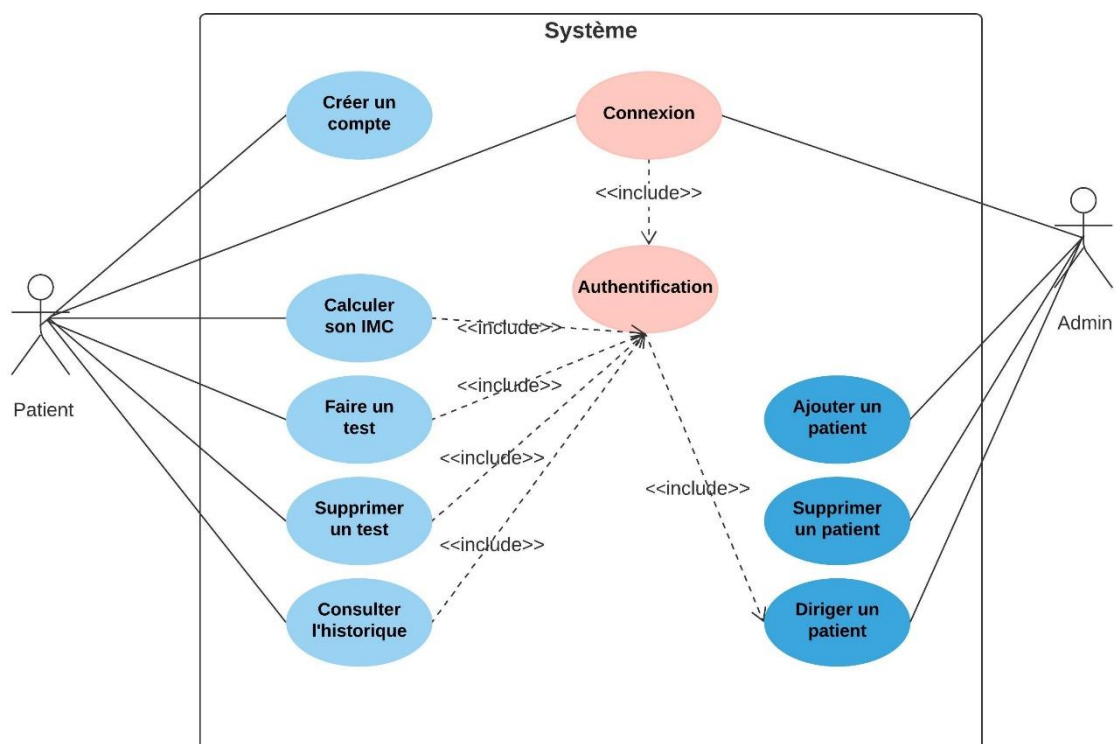 Système
Créer un
compte
Connexion
<<include>>
Authentification
Calculer
son IMC
<<include>>
Admin
Patient
Faire un
test
<<include>>
Ajouter un
patient
<<include>>
<<include>>
Supprimer
un test
Supprimer
un patient
<<include>>
Consulter
l'historique
Diriger un
patient